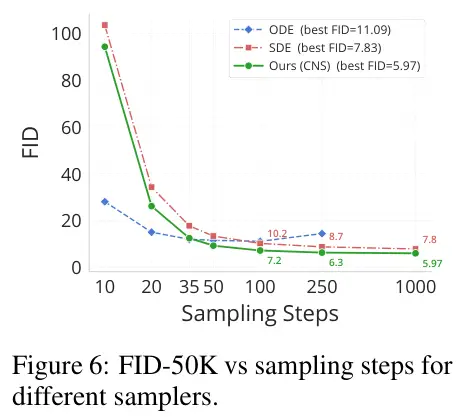 100
80
60
40
20
0
FID
ODE (best FID=11.09)
SDE (best FID=7.83)
Ours (CNS) (best FID=5.97)
10.2
8.7
7.8
7.2
6.3
5.97
10 20 35 50 100 250 1000
Sampling Steps
Figure 6: FID-50K vs sampling steps for
different samplers.